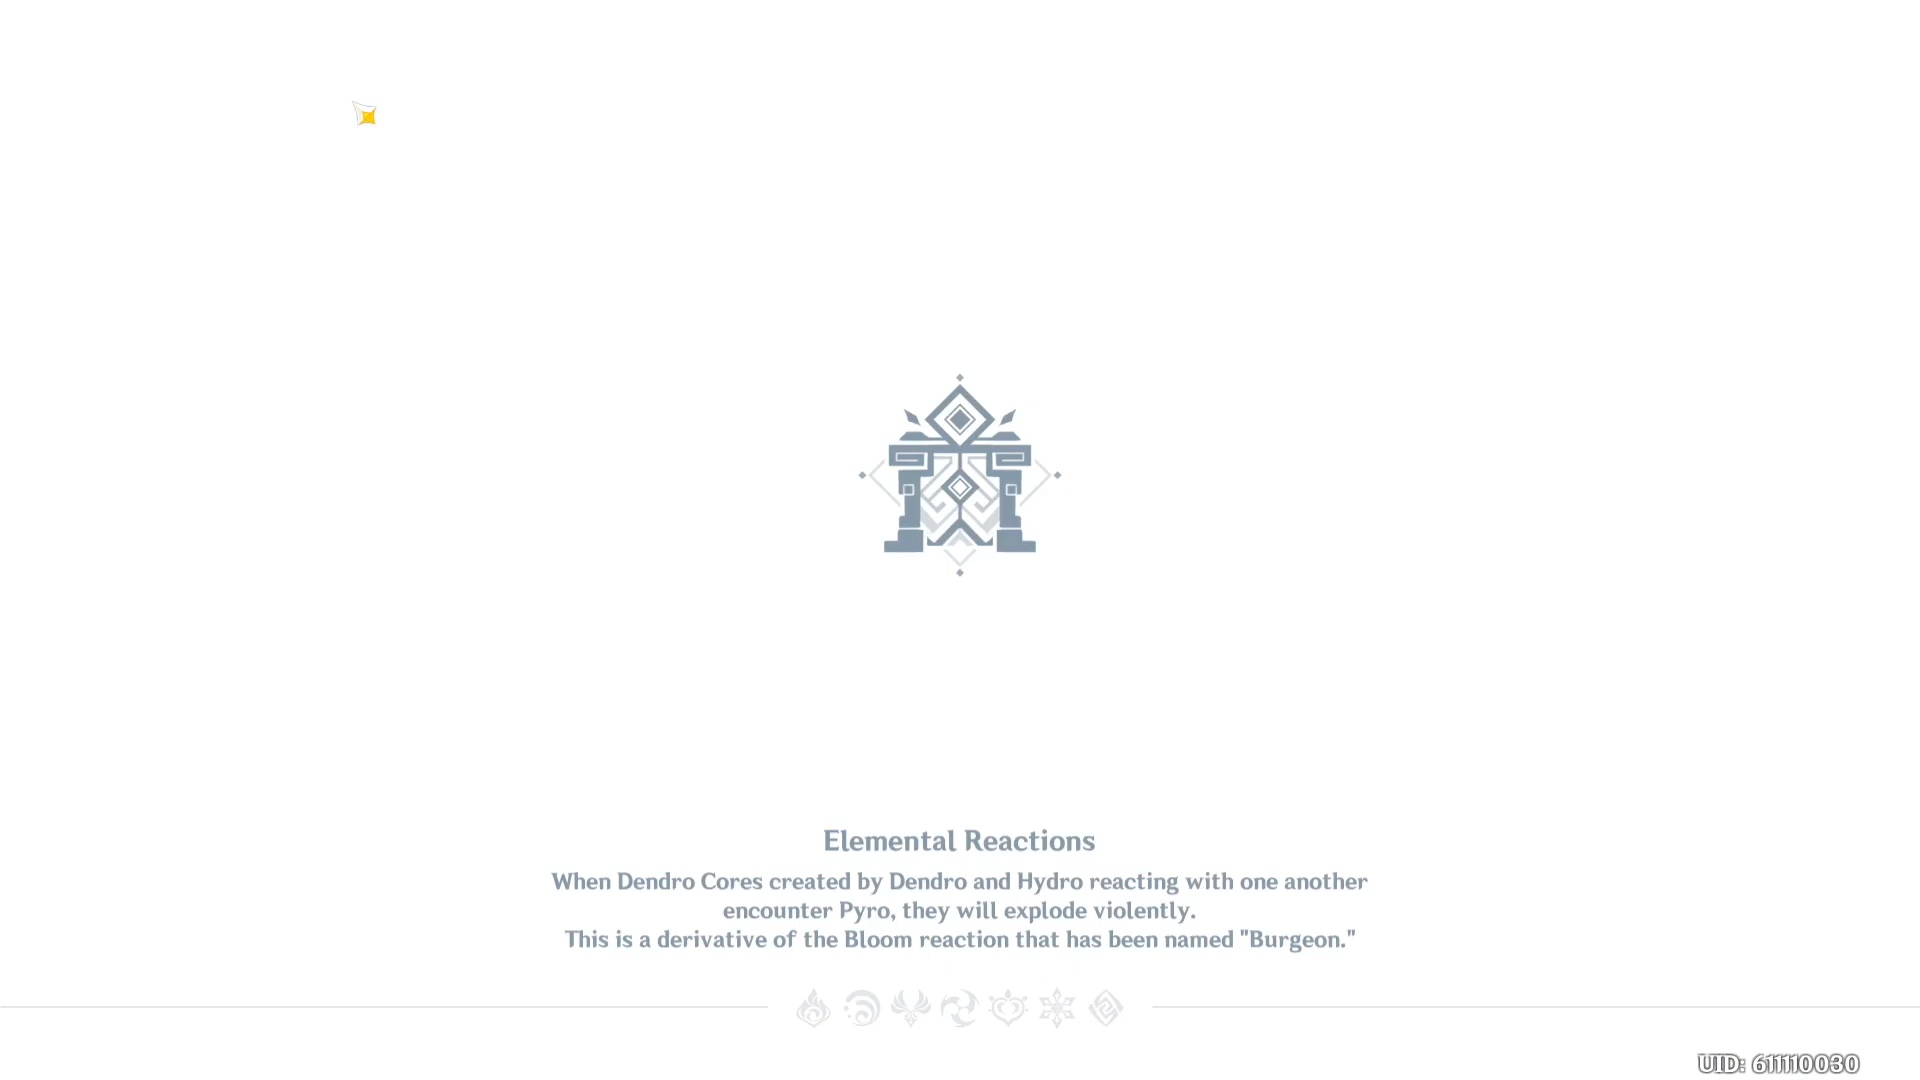 Elemental Reactions
When Dendro Cores created by Dendro and Hydro reacting with one another
encounter Pyro, they will explode violently.
This is a derivative of the Bloom reaction that has been named "Burgeon."
UID: 611110030